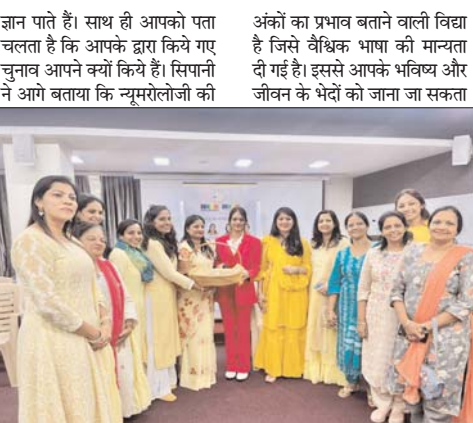 ज्ञान पाते हैं। साथ ही आपको पता
चलता है कि आपके द्वारा किये गए
चुनाव आपने क्यों किये हैं। सिपानी
ने आगे बताया कि न्यूमरोलोजी की
अंकों का प्रभाव बताने वाली विद्या
है जिसे वैश्विक भाषा की मान्यता
दी गई है। इससे आपके भविष्य और
जीवन के भेदों को जाना जा सकता